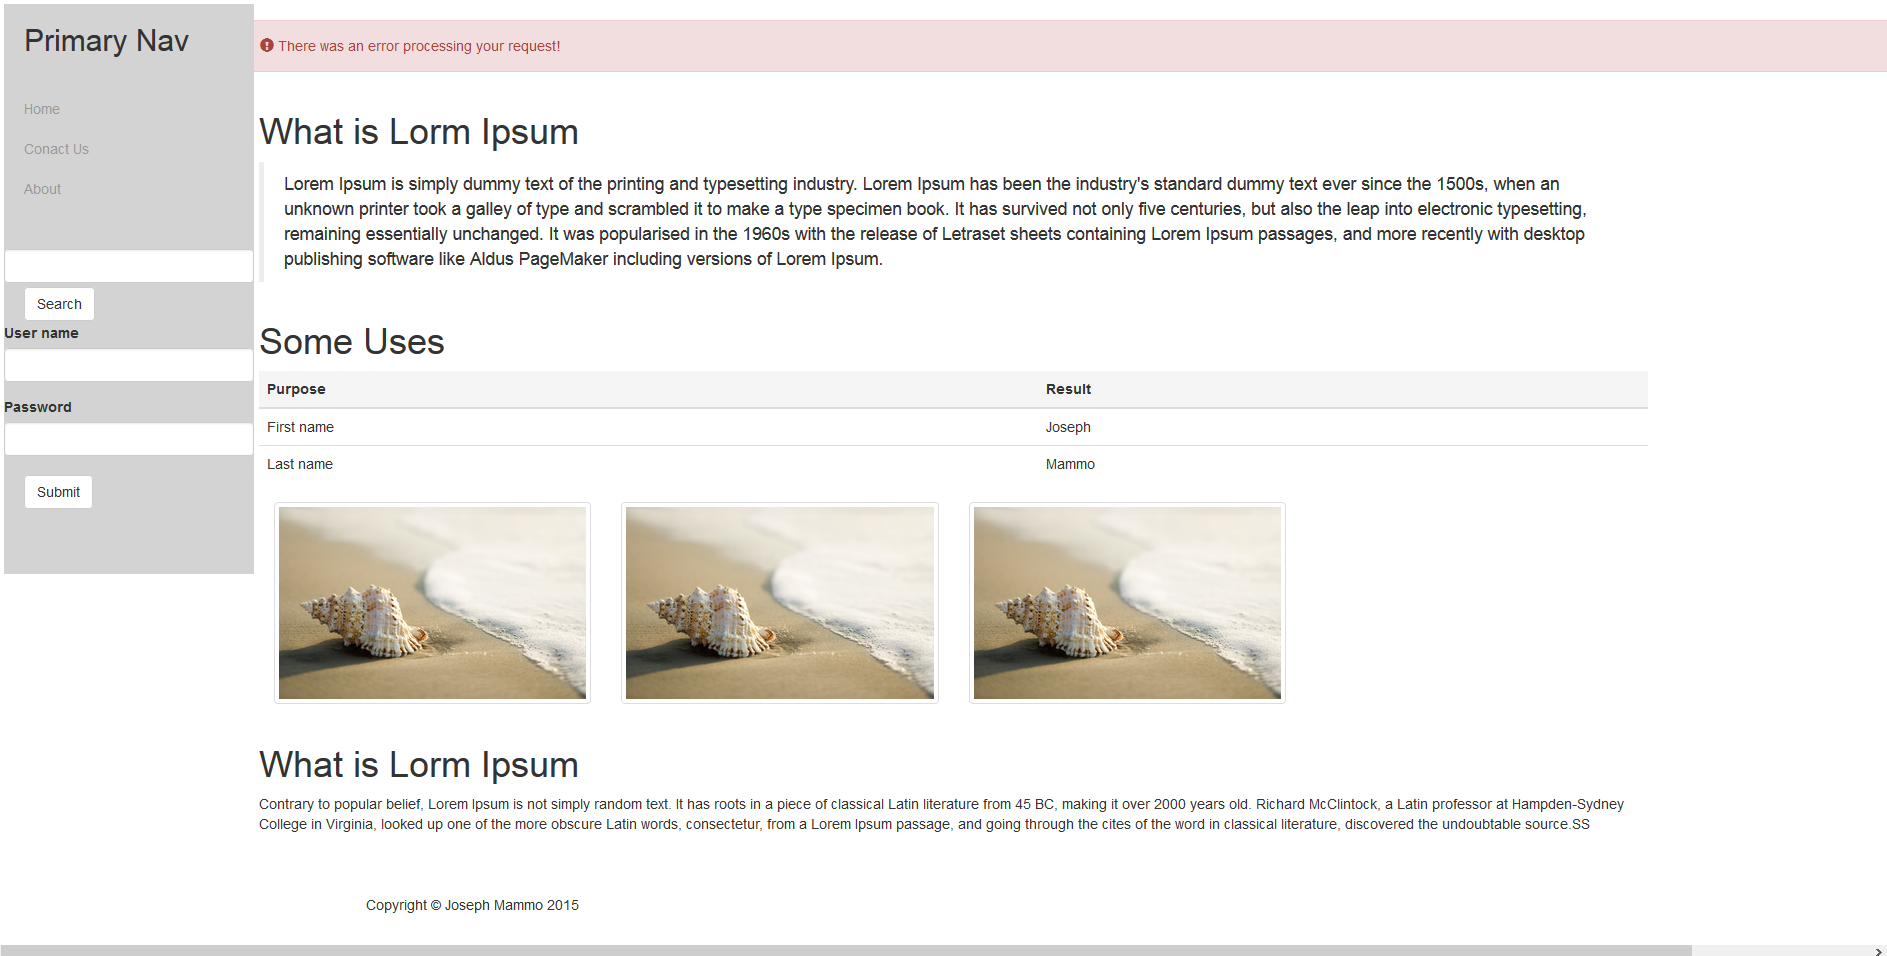 Primary Nav
Home
Conact Us
About
Search
User name
Password
Submit
There was an error processing your request!
What is Lorm Ipsum
Lorem Ipsum is simply dummy text of the printing and typesetting industry. Lorem Ipsum has been the industry's standard dummy text ever since the 1500s, when an
unknown printer took a galley of type and scrambled it to make a type specimen book. It has survived not only five centuries, but also the leap into electronic typesetting,
remaining essentially unchanged. It was popularised in the 1960s with the release of Letraset sheets containing Lorem Ipsum passages, and more recently with desktop
publishing software like Aldus PageMaker including versions of Lorem Ipsum.
Some Uses
Purpose Result
First name Joseph
Last name Mammo
What is Lorm Ipsum
Contrary to popular belief, Lorem Ipsum is not simply random text. It has roots in a piece of classical Latin literature from 45 BC, making it over 2000 years old. Richard McClintock, a Latin professor at Hampden-Sydney
College in Virginia, looked up one of the more obscure Latin words, consectetur, from a Lorem Ipsum passage, and going through the cites of the word in classical literature, discovered the undoubtable source.SS
Copyright © Joseph Mammo 2015